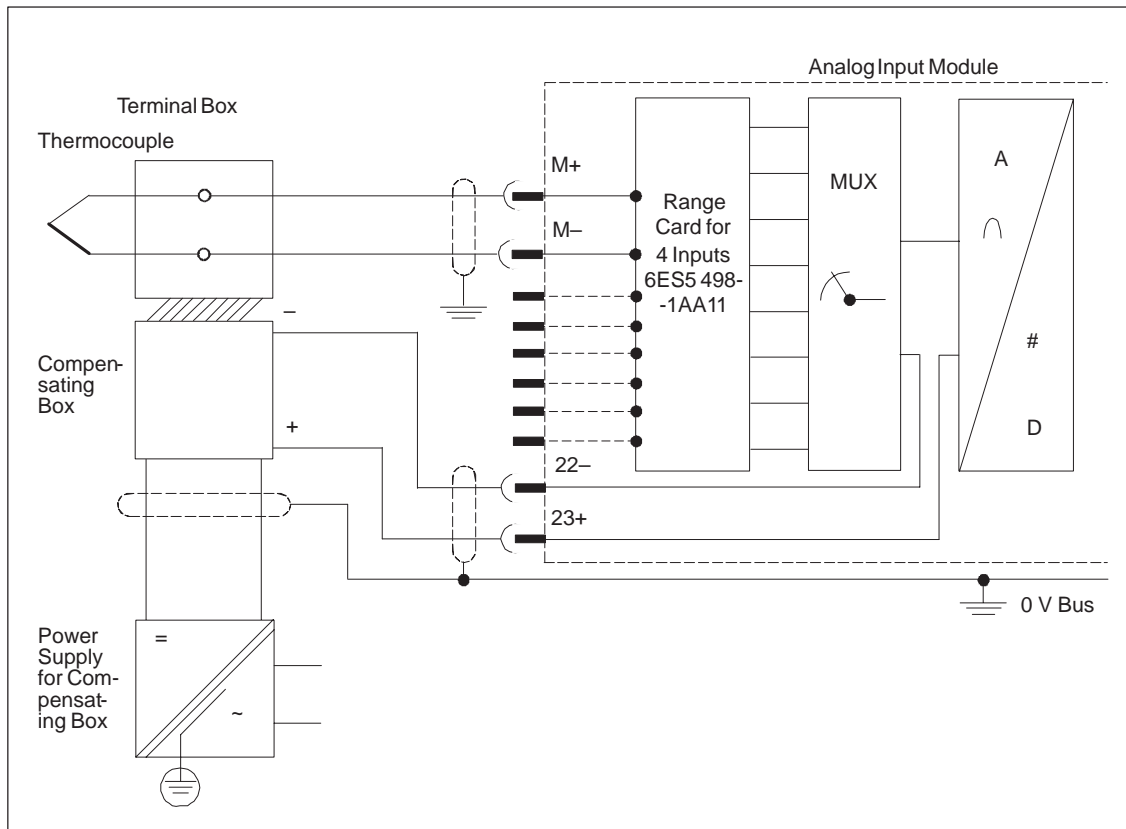 Analog Input Module
Terminal Box
Thermocouple
M+
M–
Range
Card for
4 Inputs
6ES5 498-
-1AA11
MUX
A
∩
#
D
–
Compen-
sating
Box
+
22–
23+
0 V Bus
Power
Supply
for Com-
pensat-
ing Box
=
~